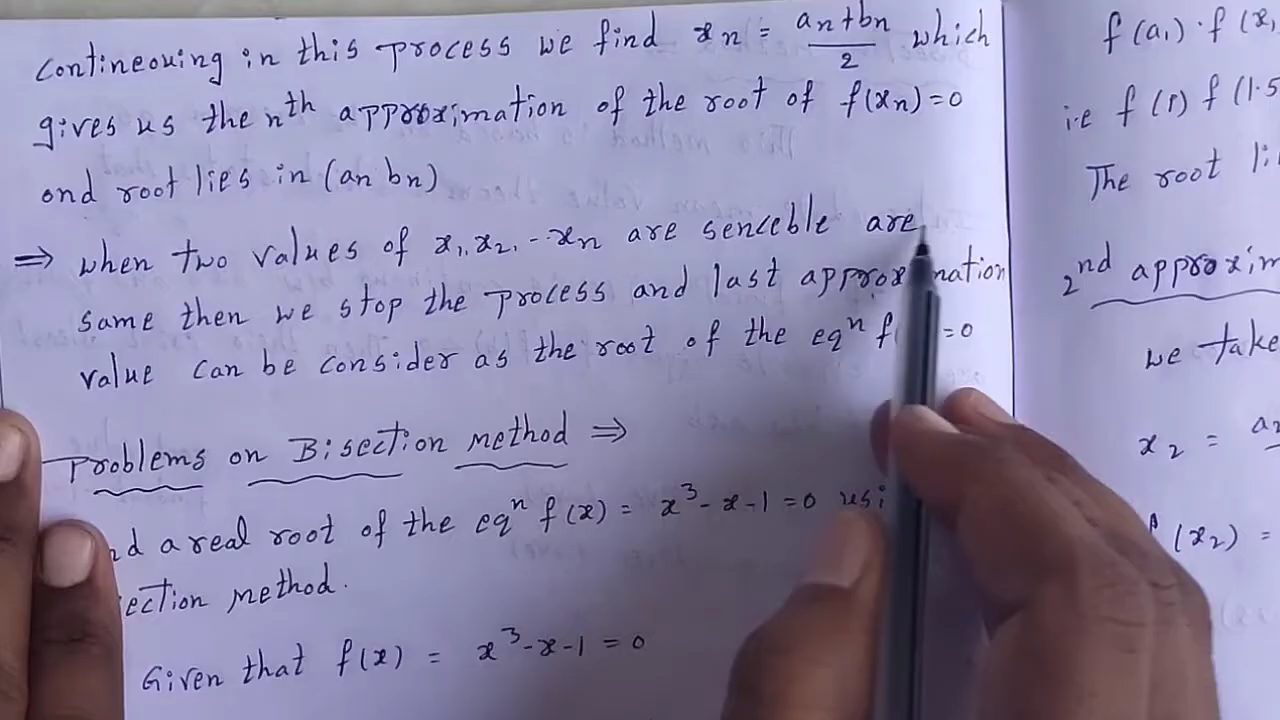 contineouing in this process we find xn = an+bn/2 which
gives us the nth approximation of the root of f(xn)=0
and root lies in (an bn)
⇒ when two values of x1, x2, --xn are senceble are
same then we stop the process and last approximation
value can be consider as the root of the eqn f =0
Problems on Bisection method ⇒
a real root of the eqn f(x) = x³-x-1=0
method.
Given that f(x) = x³-x-1=0
f(a1)·f(x1
i.e f(1) f(1.5
The root
2nd approxim
we take
x2 =
(x2) =